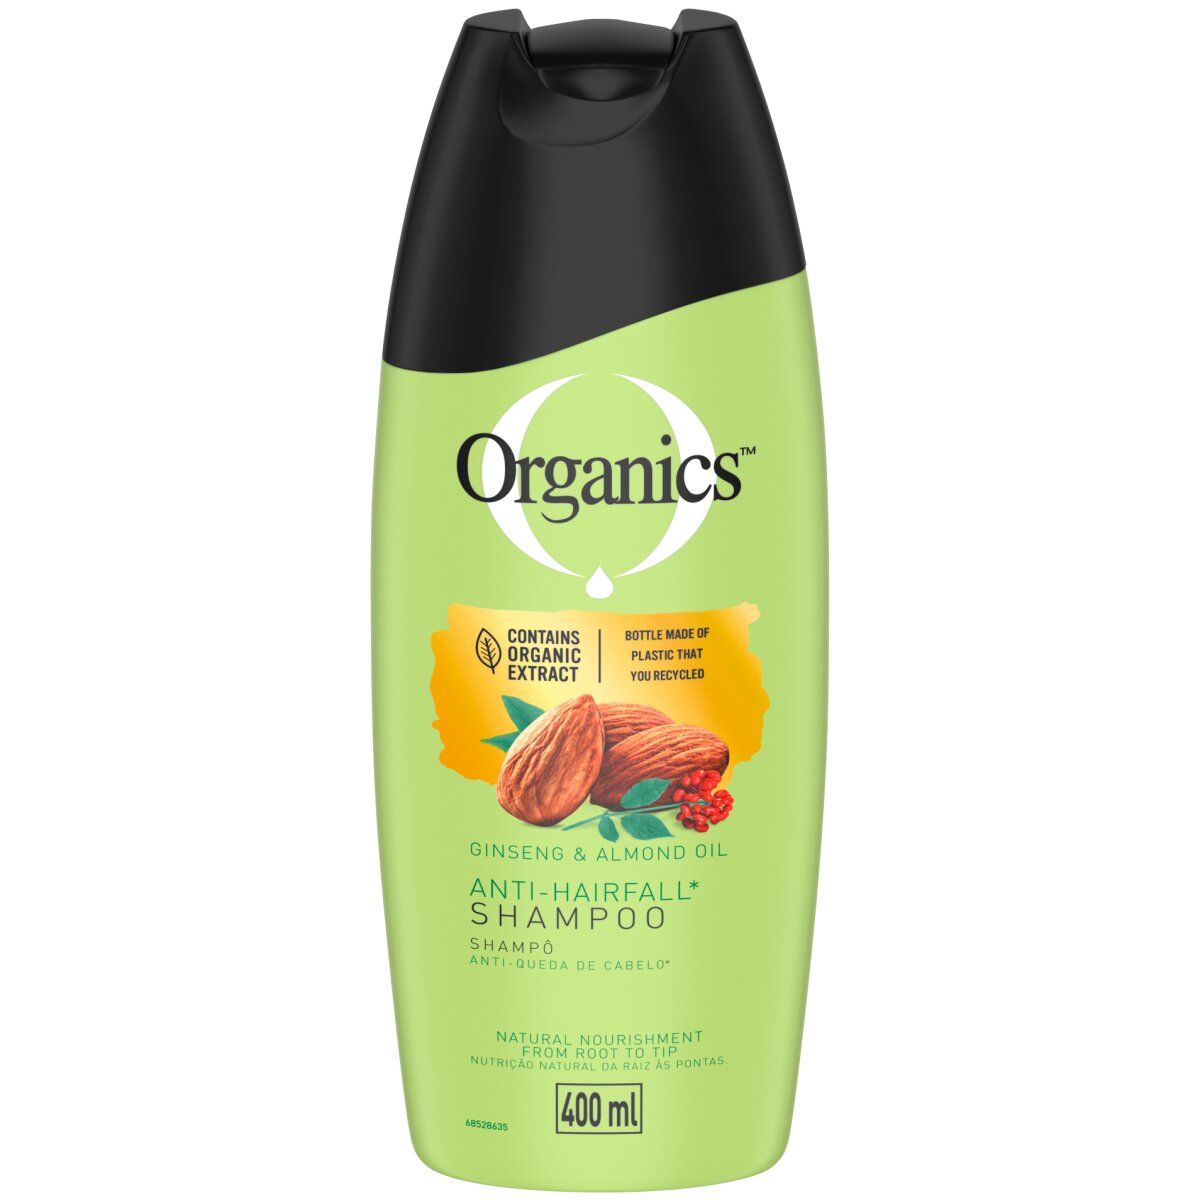 Organics™
CONTAINS
ORGANIC
EXTRACT
BOTTLE MADE OF
PLASTIC THAT
YOU RECYCLED
GINSENG & ALMOND OIL
ANTI-HAIRFALL*
SHAMPOO
SHAMPÔ
ANTI-QUEDA DE CABELO*
NATURAL NOURISHMENT
FROM ROOT TO TIP
NUTRIÇÃO NATURAL DA RAIZ ÀS PONTAS.
400 ml
68528635